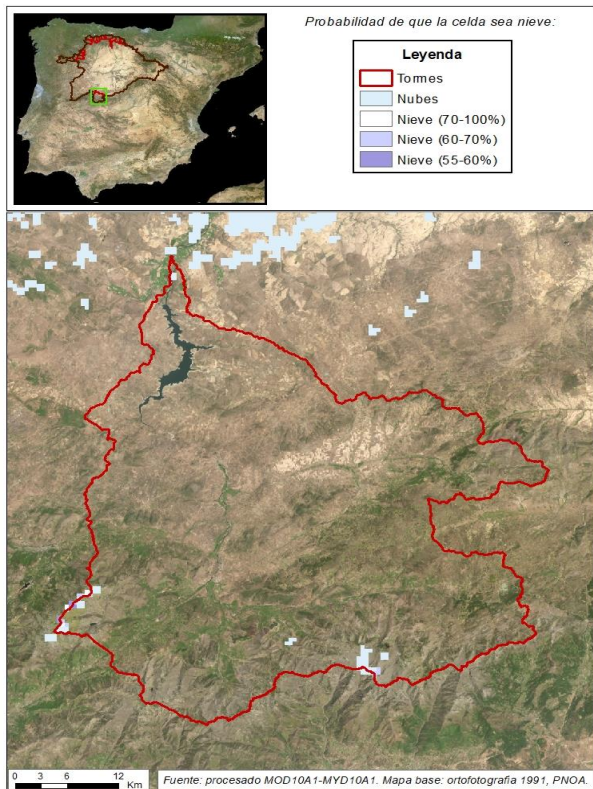 Probabilidad de que la celda sea nieve:
Leyenda
Tormes
Nubes
Nieve (70-100%)
Nieve (60-70%)
Nieve (55-60%)
0 3 6 12
Km
Fuente: procesado MOD10A1-MYD10A1. Mapa base: ortofotografia 1991, PNOA.